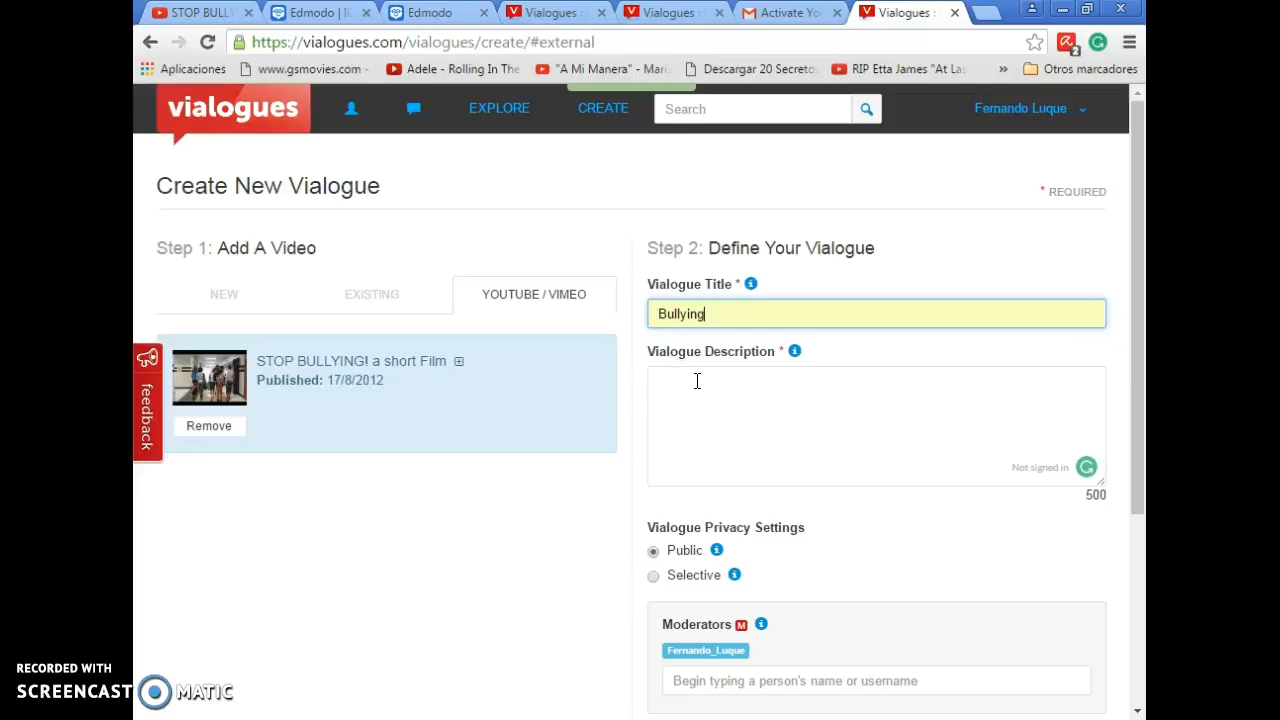 STOP BULLY
Edmodo | I
Edmodo
Vialogues :
Vialogues :
Activate Yo
Vialogues :
https://vialogues.com/vialogues/create/#external
2
Aplicaciones
www.gsmovies.com -
Adele - Rolling In The
"A Mi Manera" - Mari
Descargar 20 Secreto
RIP Etta James "At Las
»
Otros marcadores
vialogues
EXPLORE
CREATE
Search
Fernando Luque
Create New Vialogue
* REQUIRED
Step 1: Add A Video
NEW
EXISTING
YOUTUBE / VIMEO
STOP BULLYING! a short Film
Published: 17/8/2012
Remove
feedback
Step 2: Define Your Vialogue
Vialogue Title *
Bullying
Vialogue Description *
Not signed in
500
Vialogue Privacy Settings
Public
Selective
Moderators M
Fernando_Luque
Begin typing a person's name or username
RECORDED WITH
SCREENCAST MATIC